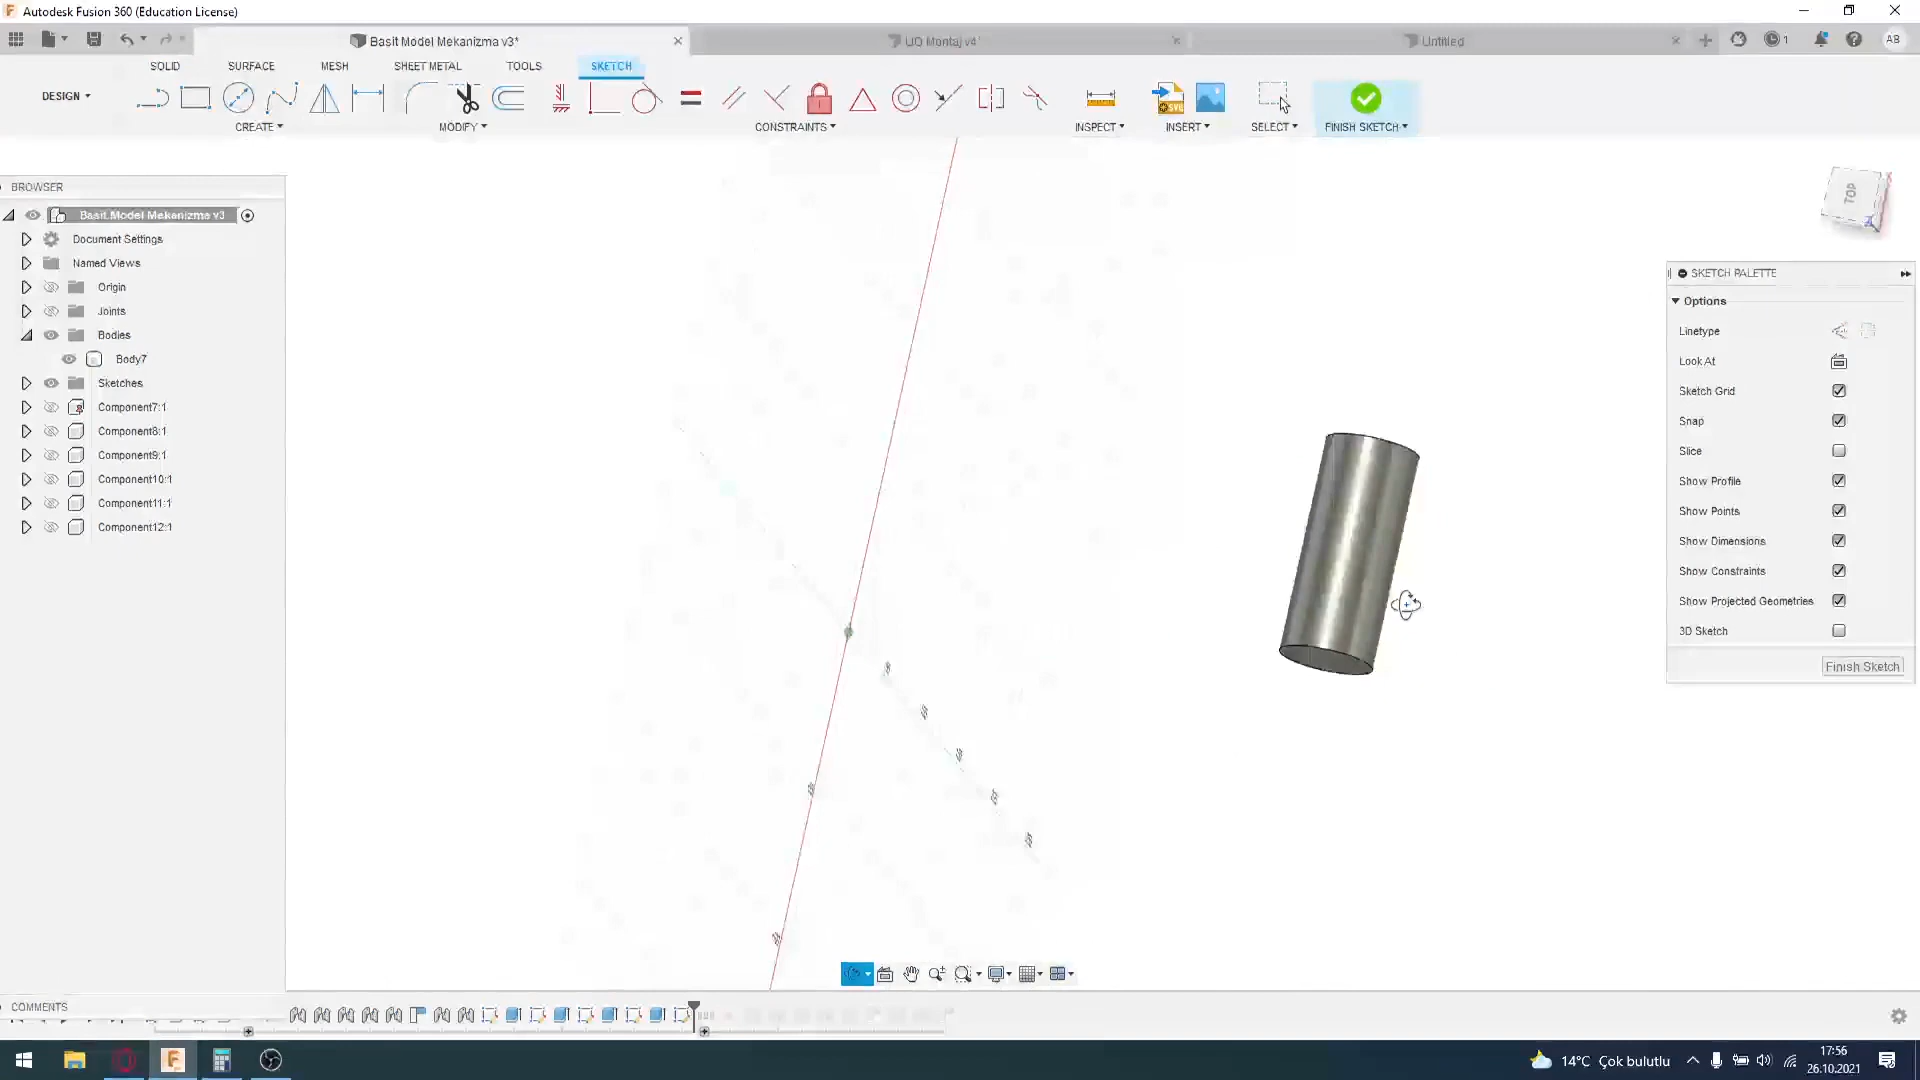 Autodesk Fusion 360 (Education License)
Basit Model Mekanizma v3*
UO Montaj v4*
Untitled
1
AB
SOLID
SURFACE
MESH
SHEET METAL
TOOLS
SKETCH
DESIGN
CREATE
MODIFY
CONSTRAINTS
INSPECT
INSERT
SELECT
FINISH SKETCH
BROWSER
Basit Model Mekanizma v3
Document Settings
Named Views
Origin
Joints
Bodies
Body7
Sketches
Component7:1
Component8:1
Component9:1
Component10:1
Component11:1
Component12:1
TOP
SKETCH PALETTE
Options
Linetype
Look At
Sketch Grid
Snap
Slice
Show Profile
Show Points
Show Dimensions
Show Constraints
Show Projected Geometries
3D Sketch
Finish Sketch
COMMENTS
14°C Çok bulutlu
17:56
26.10.2021